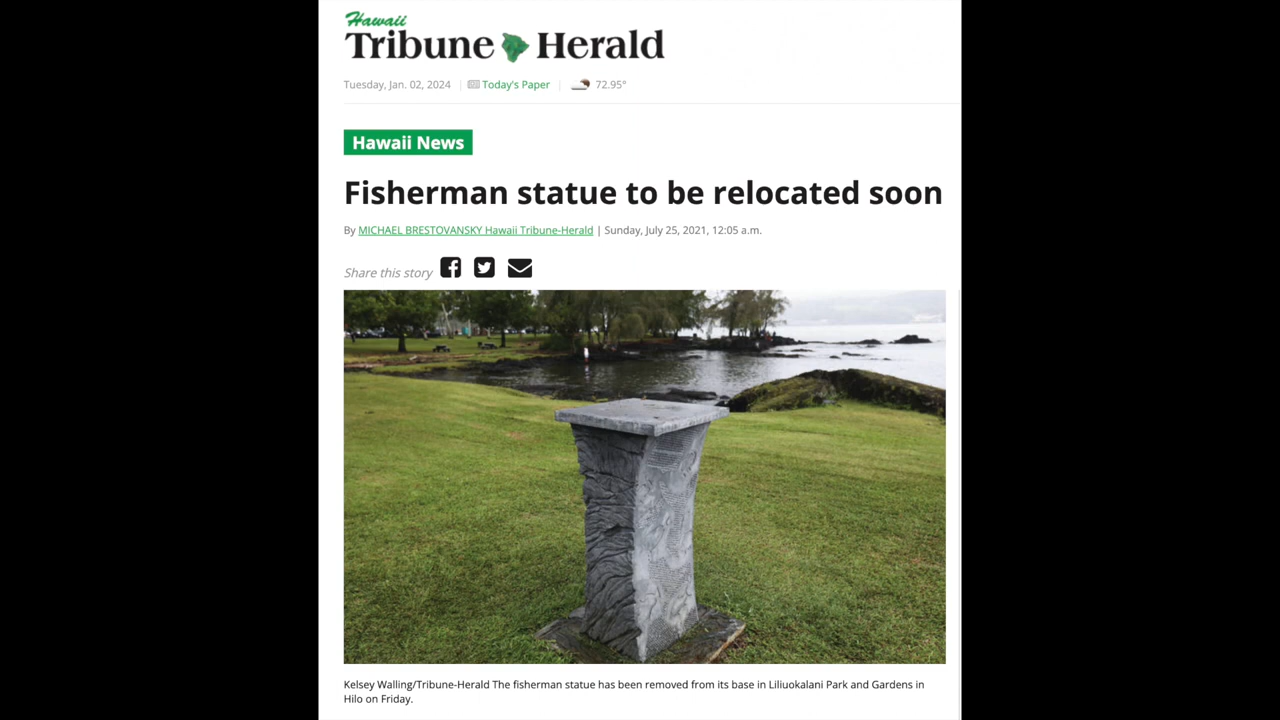 Hawaii
Tribune Herald
Tuesday, Jan. 02, 2024 Today's Paper 72.95°
Hawaii News
Fisherman statue to be relocated soon
By MICHAEL BRESTOVANSKY Hawaii Tribune-Herald | Sunday, July 25, 2021, 12:05 a.m.
Share this story
Kelsey Walling/Tribune-Herald The fisherman statue has been removed from its base in Liliuokalani Park and Gardens in
Hilo on Friday.